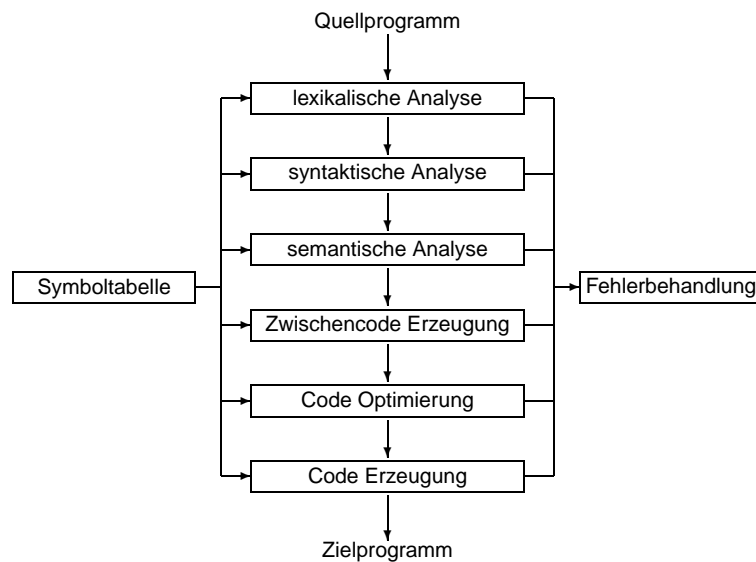 Quellprogramm
lexikalische Analyse
syntaktische Analyse
semantische Analyse
Symboltabelle
Fehlerbehandlung
Zwischencode Erzeugung
Code Optimierung
Code Erzeugung
Zielprogramm